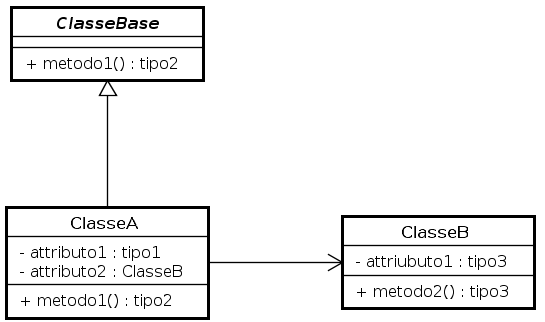 ClasseBase
+ metodo1() : tipo2
ClasseA
- attributo1 : tipo1
- attributo2 : ClasseB
+ metodo1() : tipo2
ClasseB
- attriubuto1 : tipo3
+ metodo2() : tipo3